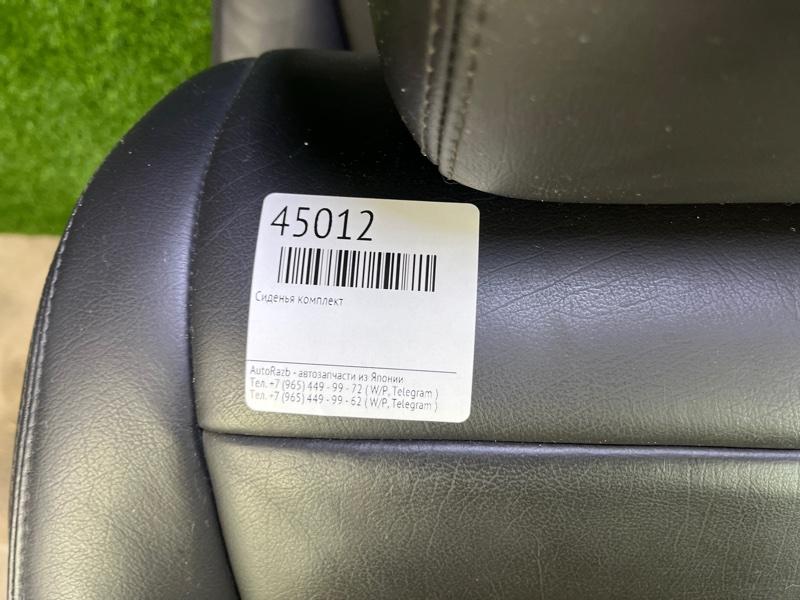 45012
Сиденья комплект
AutoRazb - автозапчасти из Японии
Тел. +7 (965) 449 - 99 - 72 ( W/P, Telegram )
Тел. +7 (965) 449 - 99 - 62 ( W/P, Telegram )